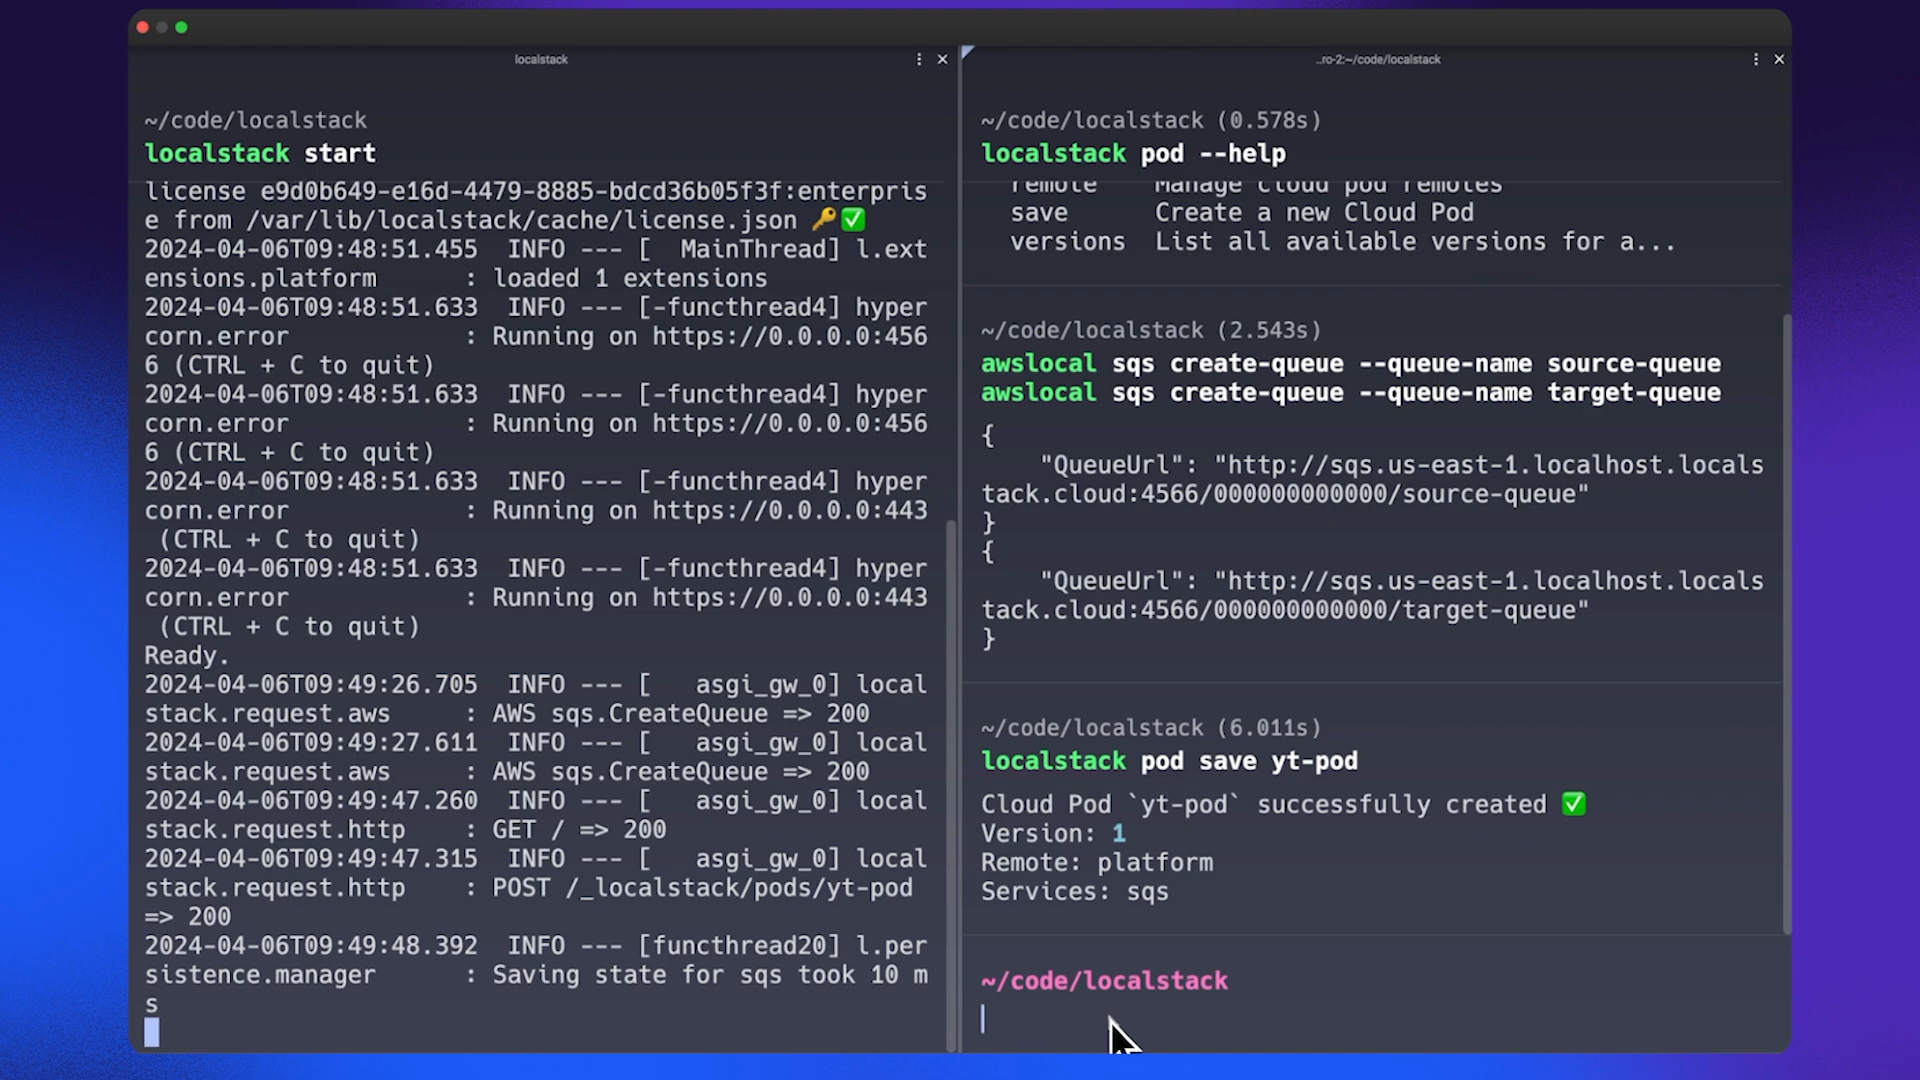 localstack
~/code/localstack
localstack start
license e9d0b649-e16d-4479-8885-bdcd36b05f3f:enterpris
e from /var/lib/localstack/cache/license.json 🔑✅
2024-04-06T09:48:51.455  INFO --- [  MainThread] l.ext
ensions.platform      : loaded 1 extensions
2024-04-06T09:48:51.633  INFO --- [-functhread4] hyper
corn.error            : Running on https://0.0.0.0:456
6 (CTRL + C to quit)
2024-04-06T09:48:51.633  INFO --- [-functhread4] hyper
corn.error            : Running on https://0.0.0.0:456
6 (CTRL + C to quit)
2024-04-06T09:48:51.633  INFO --- [-functhread4] hyper
corn.error            : Running on https://0.0.0.0:443
 (CTRL + C to quit)
2024-04-06T09:48:51.633  INFO --- [-functhread4] hyper
corn.error            : Running on https://0.0.0.0:443
 (CTRL + C to quit)
Ready.
2024-04-06T09:49:26.705  INFO --- [   asgi_gw_0] local
stack.request.aws     : AWS sqs.CreateQueue => 200
2024-04-06T09:49:27.611  INFO --- [   asgi_gw_0] local
stack.request.aws     : AWS sqs.CreateQueue => 200
2024-04-06T09:49:47.260  INFO --- [   asgi_gw_0] local
stack.request.http    : GET / => 200
2024-04-06T09:49:47.315  INFO --- [   asgi_gw_0] local
stack.request.http    : POST /_localstack/pods/yt-pod
=> 200
2024-04-06T09:49:48.392  INFO --- [functhread20] l.per
sistence.manager      : Saving state for sqs took 10 m
s
..ro-2:~/code/localstack
~/code/localstack (0.578s)
localstack pod --help
remote    Manage cloud pod remotes
save      Create a new Cloud Pod
versions  List all available versions for a...
~/code/localstack (2.543s)
awslocal sqs create-queue --queue-name source-queue
awslocal sqs create-queue --queue-name target-queue
{
    "QueueUrl": "http://sqs.us-east-1.localhost.locals
tack.cloud:4566/000000000000/source-queue"
}
{
    "QueueUrl": "http://sqs.us-east-1.localhost.locals
tack.cloud:4566/000000000000/target-queue"
}
~/code/localstack (6.011s)
localstack pod save yt-pod
Cloud Pod `yt-pod` successfully created ✅
Version: 1
Remote: platform
Services: sqs
~/code/localstack